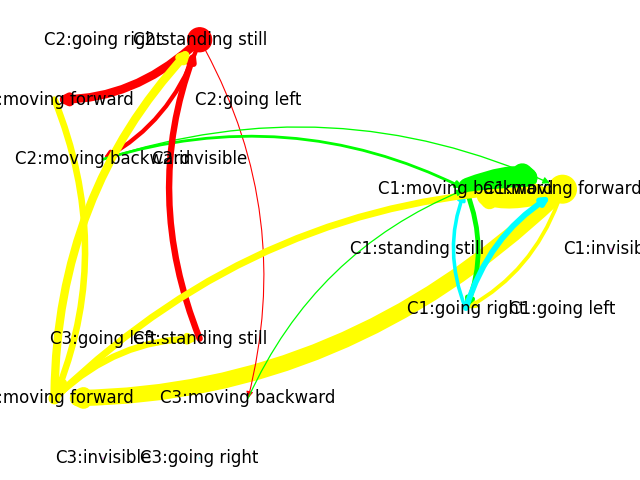 C2:going right
C2:standing still
:moving forward
C2:going left
C2:moving backward
C2:invisible
C1:moving backward
C1:moving forward
C1:standing still
C1:invisib
C1:going right
C1:going left
C3:going left
C3:standing still
:moving forward
C3:moving backward
C3:invisible
C3:going right